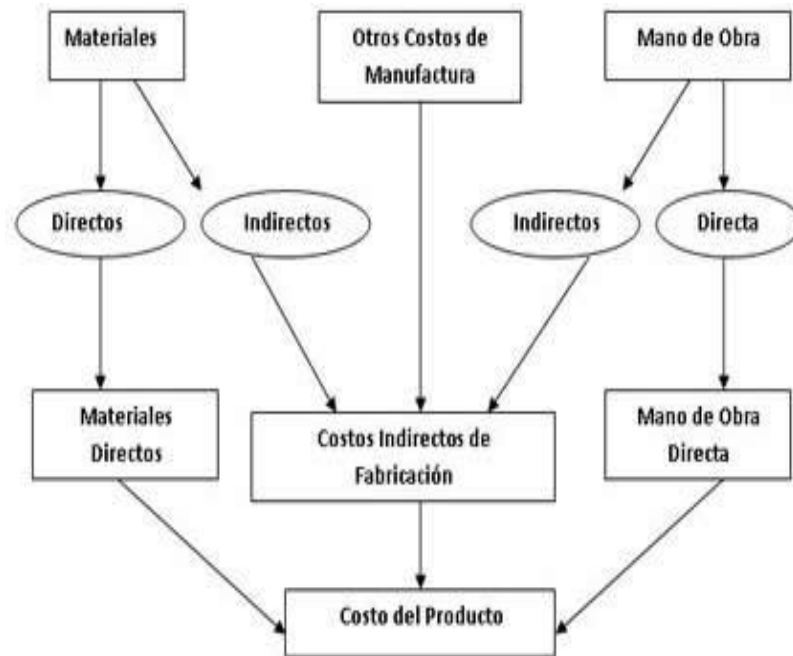 Materiales
Otros Costos de
Manufactura
Mano de Obra
Directos
Indirectos
Indirectos
Directa
Materiales
Directos
Costos Indirectos de
Fabricación
Mano de Obra
Directa
Costo del Producto